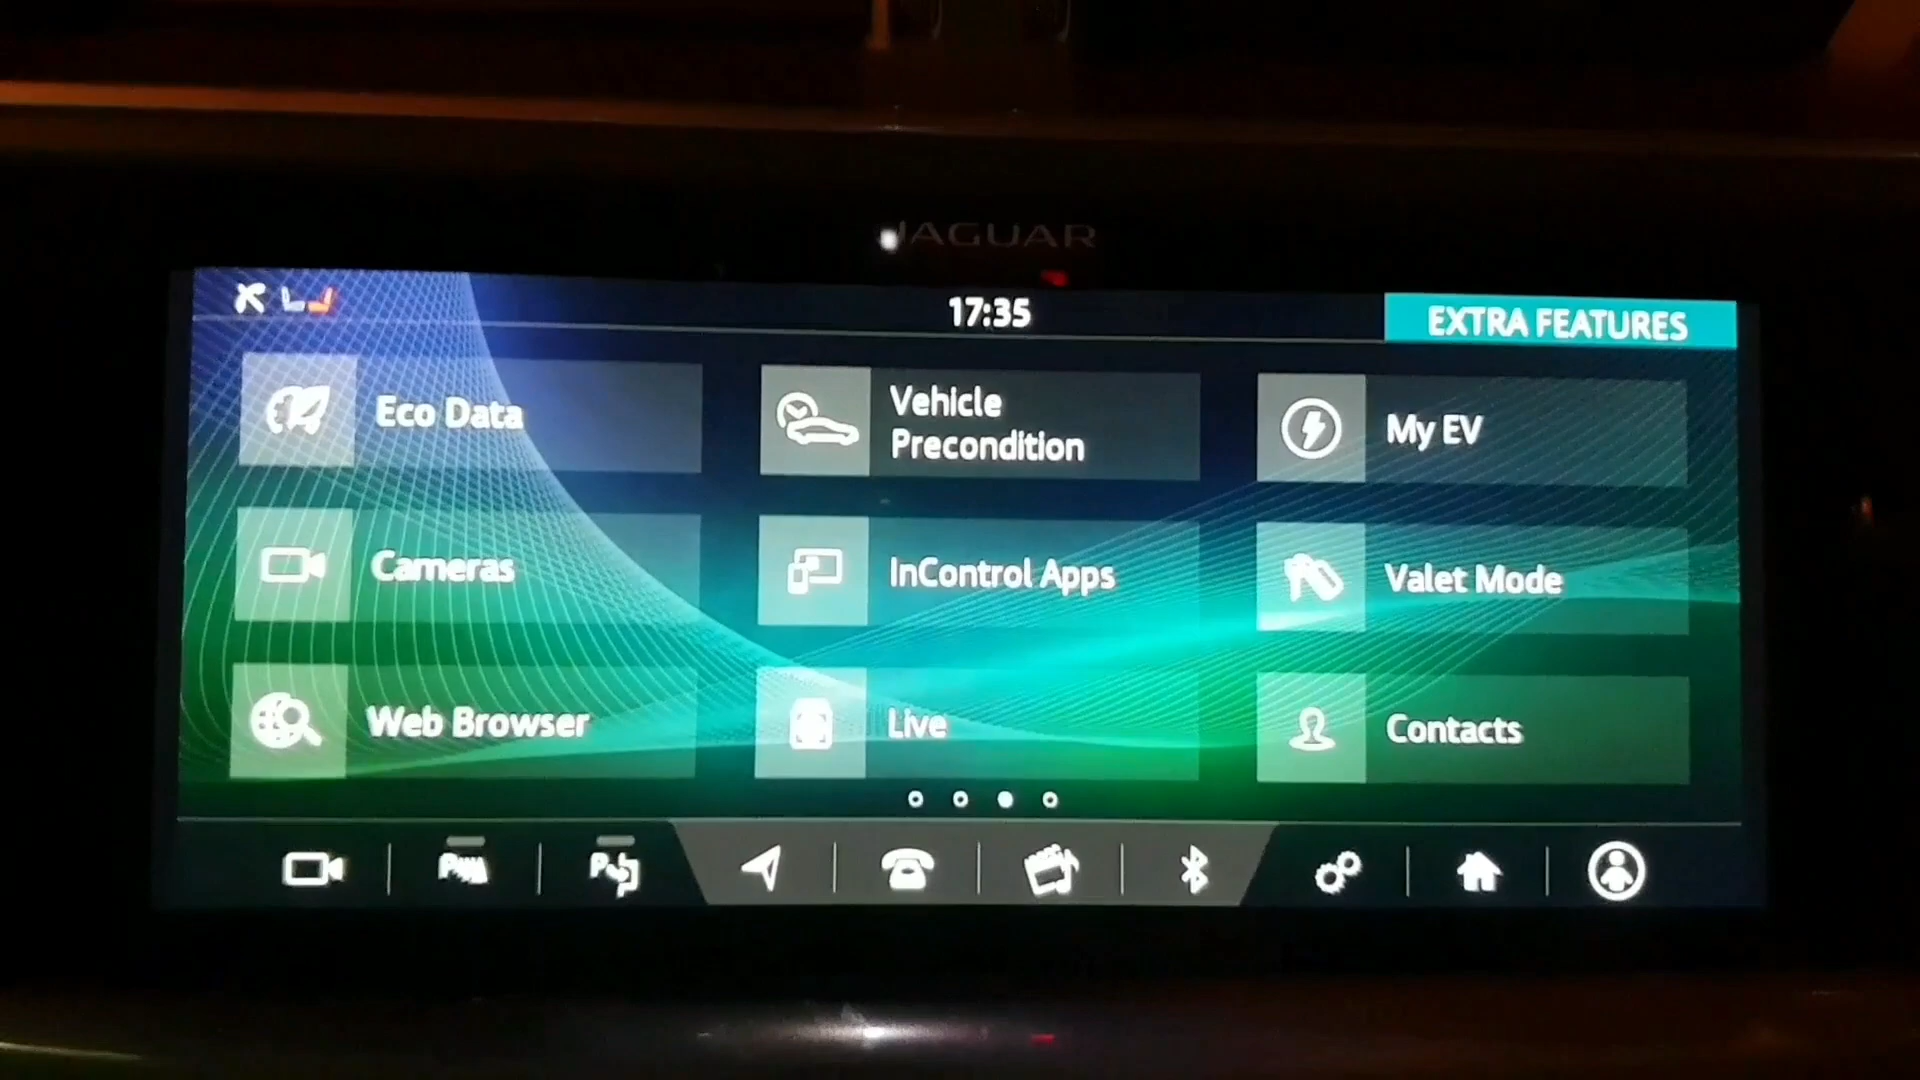 JAGUAR
17:35
EXTRA FEATURES
Eco Data
Vehicle
Precondition
My EV
Cameras
InControl Apps
Valet Mode
Web Browser
Live
Contacts